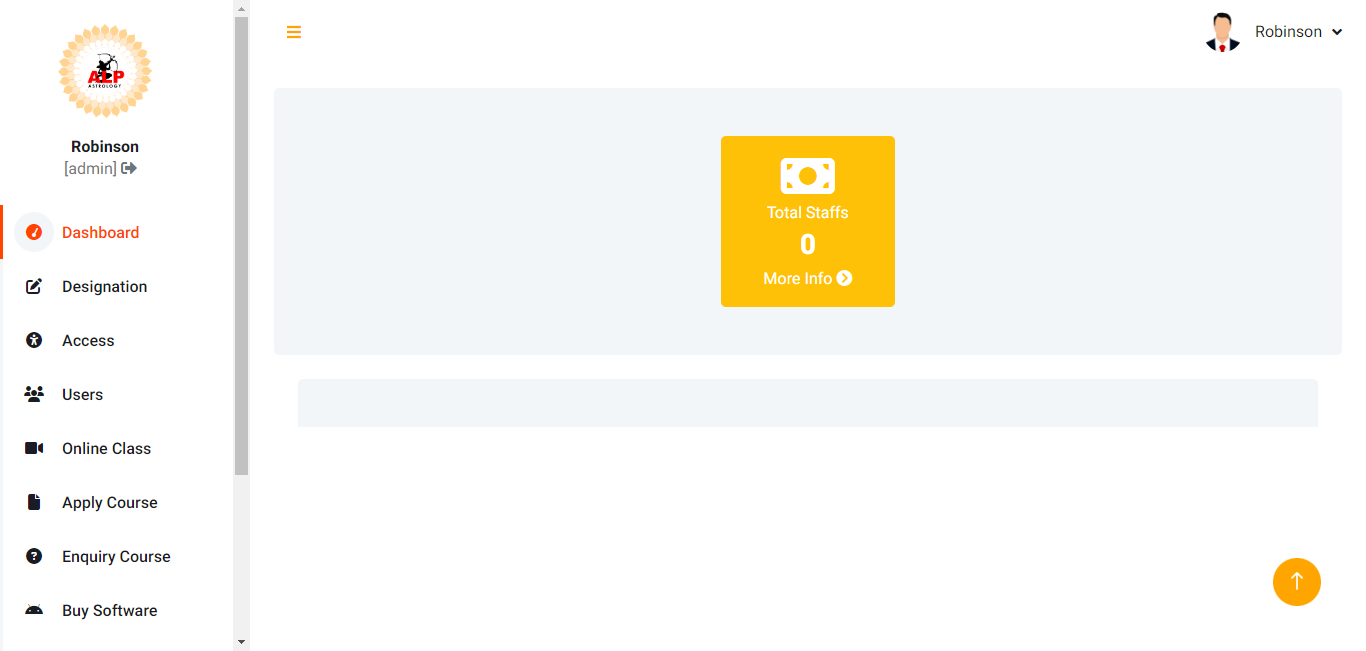 ALP
ASTROLOGY
Robinson
[admin]
Dashboard
Designation
Access
Users
Online Class
Apply Course
Enquiry Course
Buy Software
Robinson
Total Staffs
0
More Info